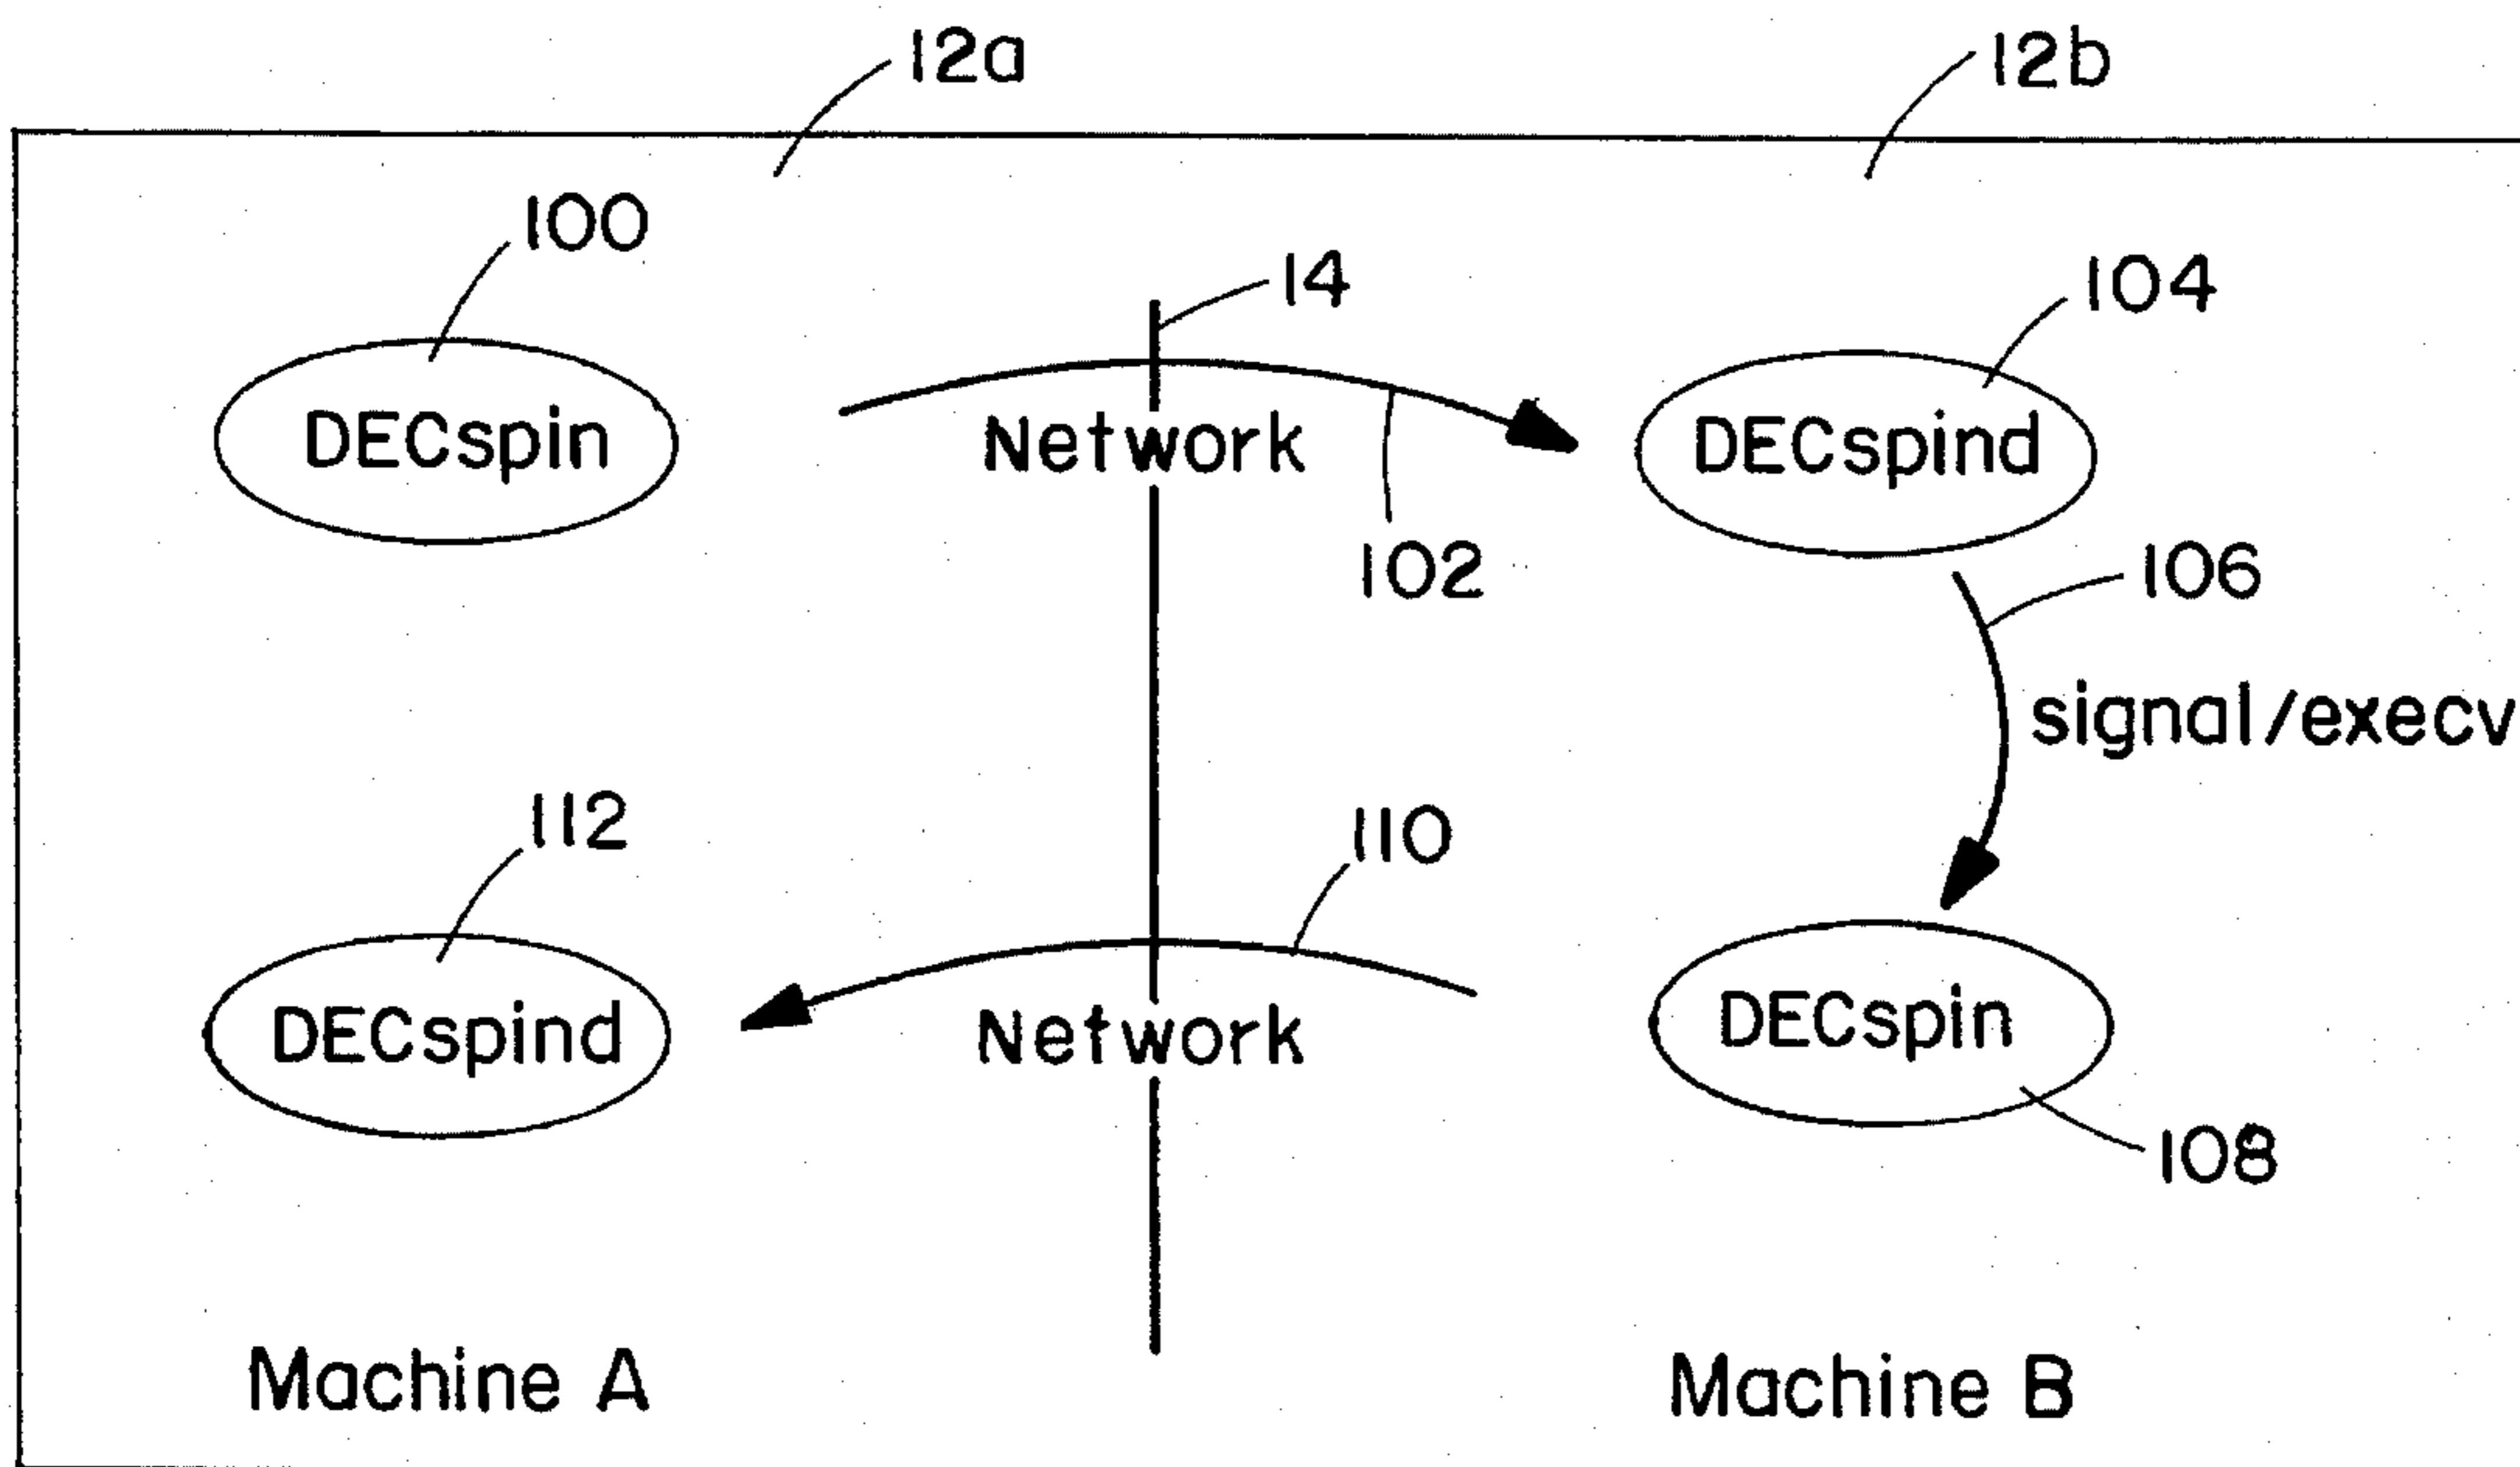 12a
12b
100
14
104
DECspin
Network
DECspind
102
106
signal/execv
112
110
DECspind
Network
DECspin
108
Machine A
Machine B